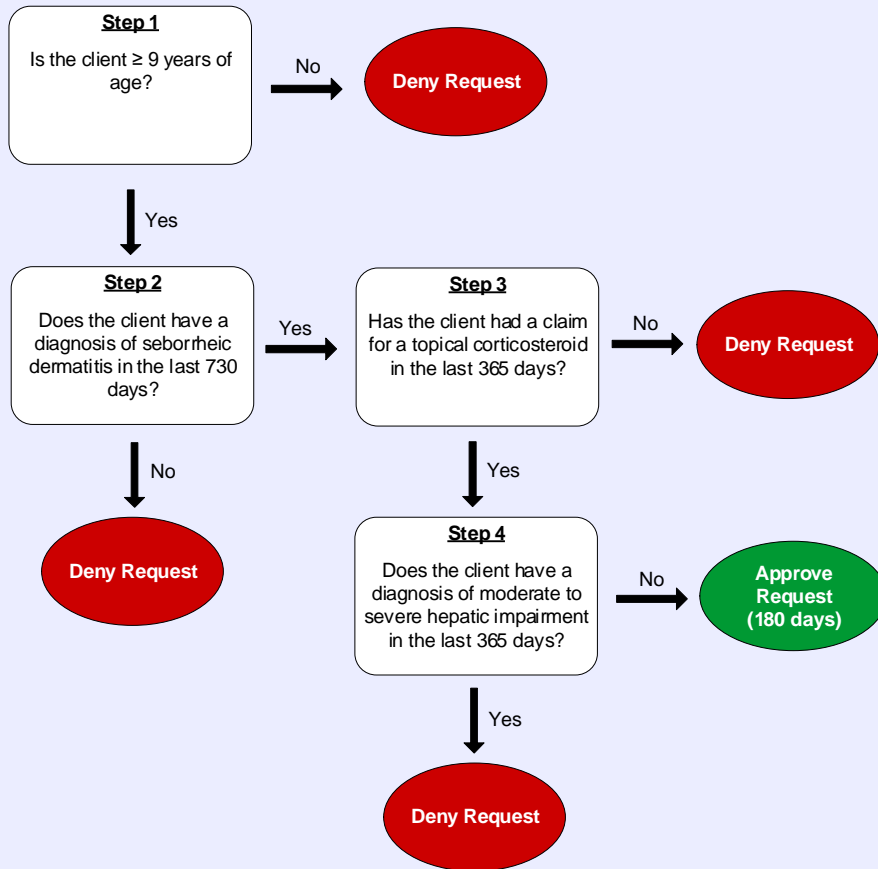 Step 1
Is the client ≥ 9 years of
age?
No
Deny Request
Yes
Step 2
Does the client have a
diagnosis of seborrheic
dermatitis in the last 730
days?
Yes
Step 3
Has the client had a claim
for a topical corticosteroid
in the last 365 days?
No
Deny Request
No
Deny Request
Yes
Step 4
Does the client have a
diagnosis of moderate to
severe hepatic impairment
in the last 365 days?
No
Approve
Request
(180 days)
Yes
Deny Request